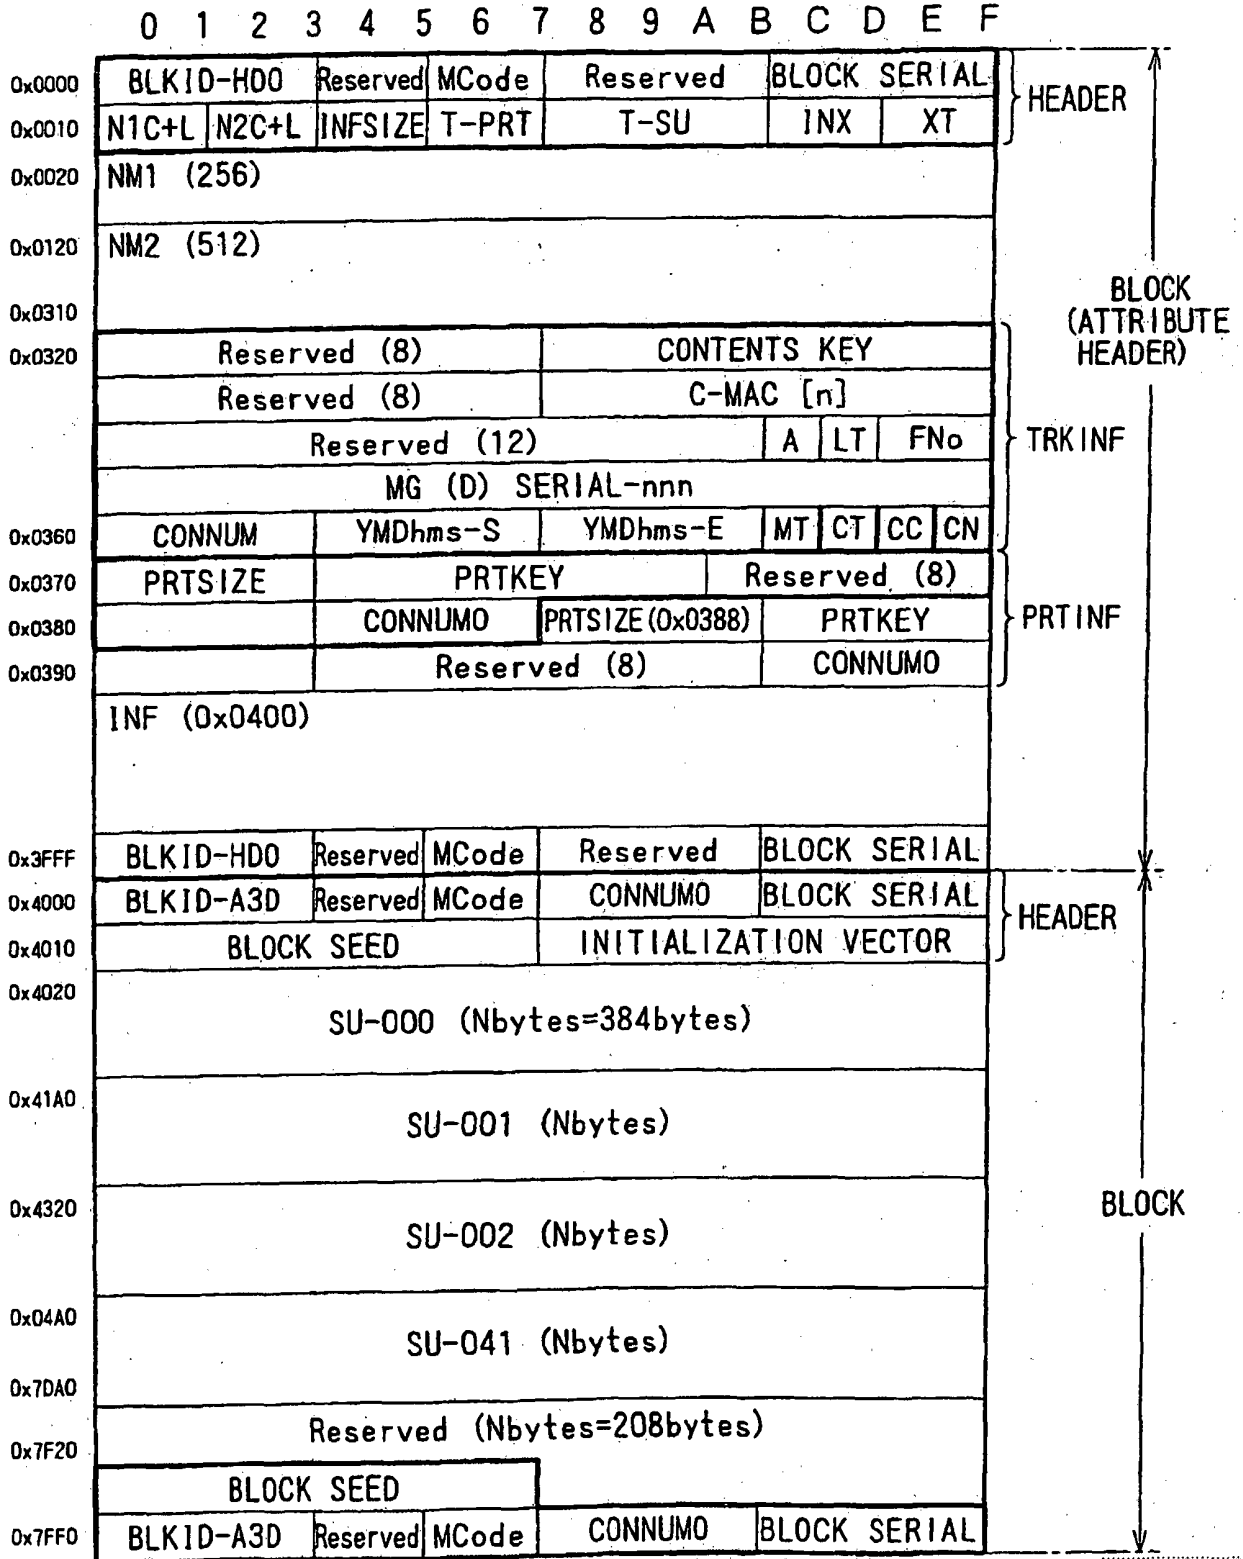 0 1 2 3 4 5 6 7 8 9 A B C D E F
0x0000 BLKID-HD0 Reserved MCode Reserved BLOCK SERIAL
HEADER
0x0010 N1C+L N2C+L INFSIZE T-PRT T-SU INX XT
0x0020 NM1 (256)
0x0120 NM2 (512)
0x0310
BLOCK
(ATTRIBUTE
HEADER)
0x0320 Reserved (8) CONTENTS KEY
Reserved (8) C-MAC [n]
Reserved (12) A LT FNo
TRKINF
MG (D) SERIAL-nnn
0x0360 CONNUM YMDhms-S YMDhms-E MT CT CC CN
0x0370 PRTSIZE PRTKEY Reserved (8)
0x0380 CONNUMO PRTSIZE(0x0388) PRTKEY
PRTINF
0x0390 Reserved (8) CONNUMO
INF (0x0400)
0x3FFF BLKID-HD0 Reserved MCode Reserved BLOCK SERIAL
0x4000 BLKID-A3D Reserved MCode CONNUMO BLOCK SERIAL
HEADER
0x4010 BLOCK SEED INITIALIZATION VECTOR
0x4020
SU-000 (Nbytes=384bytes)
0x41A0
SU-001 (Nbytes)
0x4320
SU-002 (Nbytes)
BLOCK
0x04A0
SU-041 (Nbytes)
0x7DA0
Reserved (Nbytes=208bytes)
0x7F20
BLOCK SEED
0x7FF0 BLKID-A3D Reserved MCode CONNUMO BLOCK SERIAL